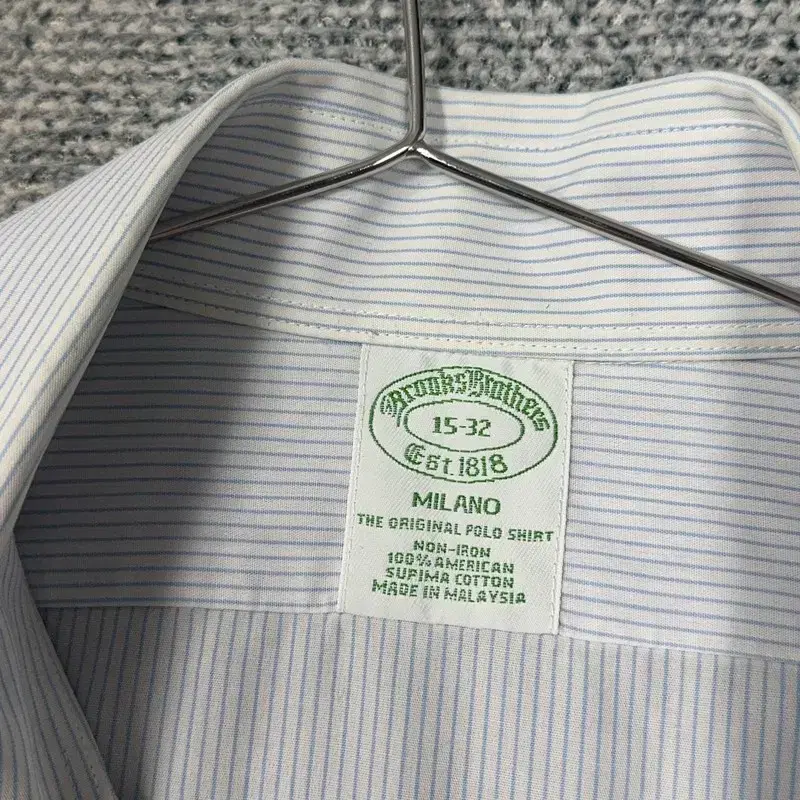 Brooks Brothers
15-32
Est. 1818
MILANO
THE ORIGINAL POLO SHIRT
NON-IRON
100% AMERICAN
SUPIMA COTTON
MADE IN MALAYSIA